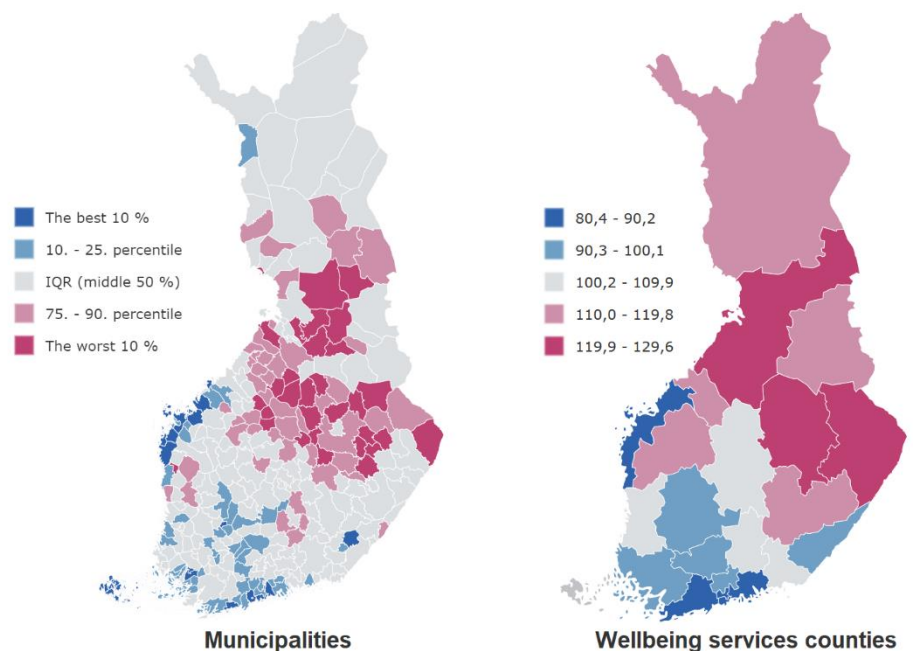 The best 10 %
10. - 25. percentile
IQR (middle 50 %)
75. - 90. percentile
The worst 10 %
Municipalities
80,4 - 90,2
90,3 - 100,1
100,2 - 109,9
110,0 - 119,8
119,9 - 129,6
Wellbeing services counties